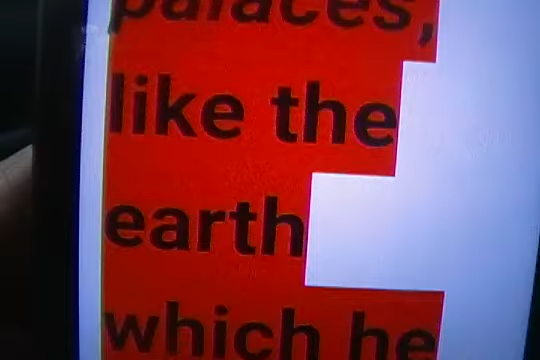 palaces,
like the
earth
which he